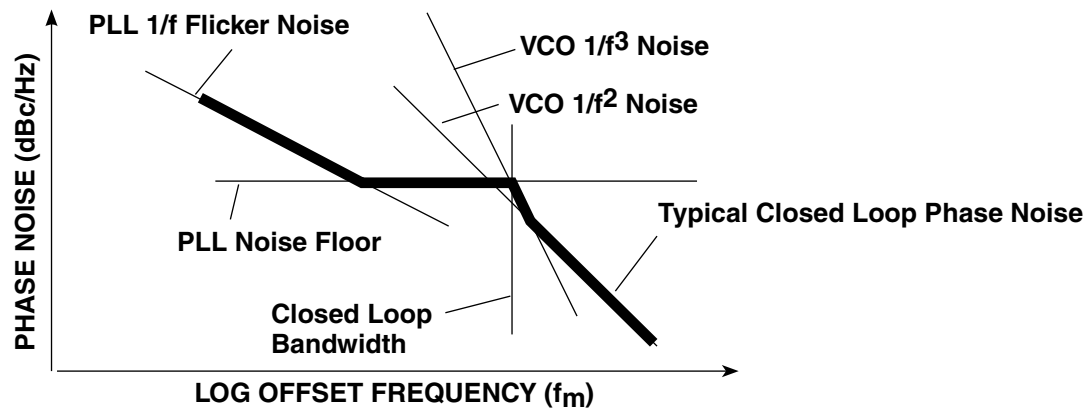 PLL 1/f Flicker Noise
VCO 1/f³ Noise
VCO 1/f² Noise
PHASE NOISE (dBc/Hz)
Typical Closed Loop Phase Noise
PLL Noise Floor
Closed Loop
Bandwidth
LOG OFFSET FREQUENCY (fm)